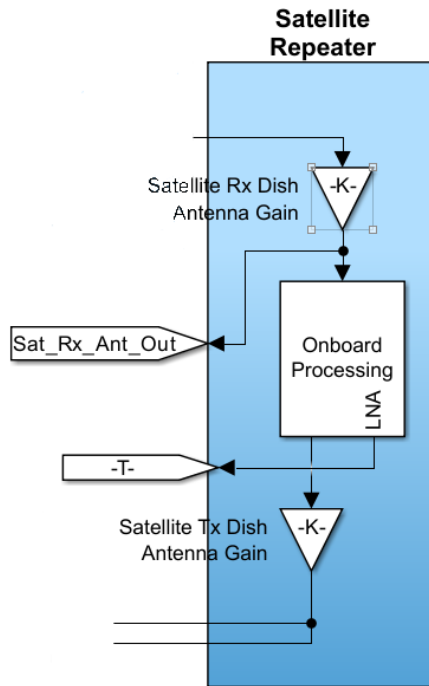 Satellite
Repeater
-K-
Satellite Rx Dish
Antenna Gain
Sat_Rx_Ant_Out
Onboard
Processing
LNA
-T-
Satellite Tx Dish
Antenna Gain
-K-